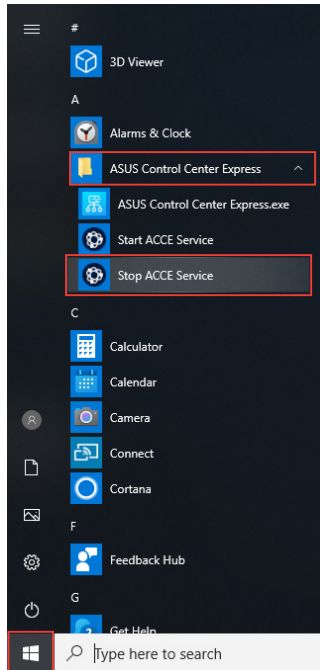 #
3D Viewer
A
Alarms & Clock
ASUS Control Center Express
ASUS Control Center Express.exe
Start ACCE Service
Stop ACCE Service
C
Calculator
Calendar
Camera
Connect
Cortana
F
Feedback Hub
G
Get Help
Type here to search